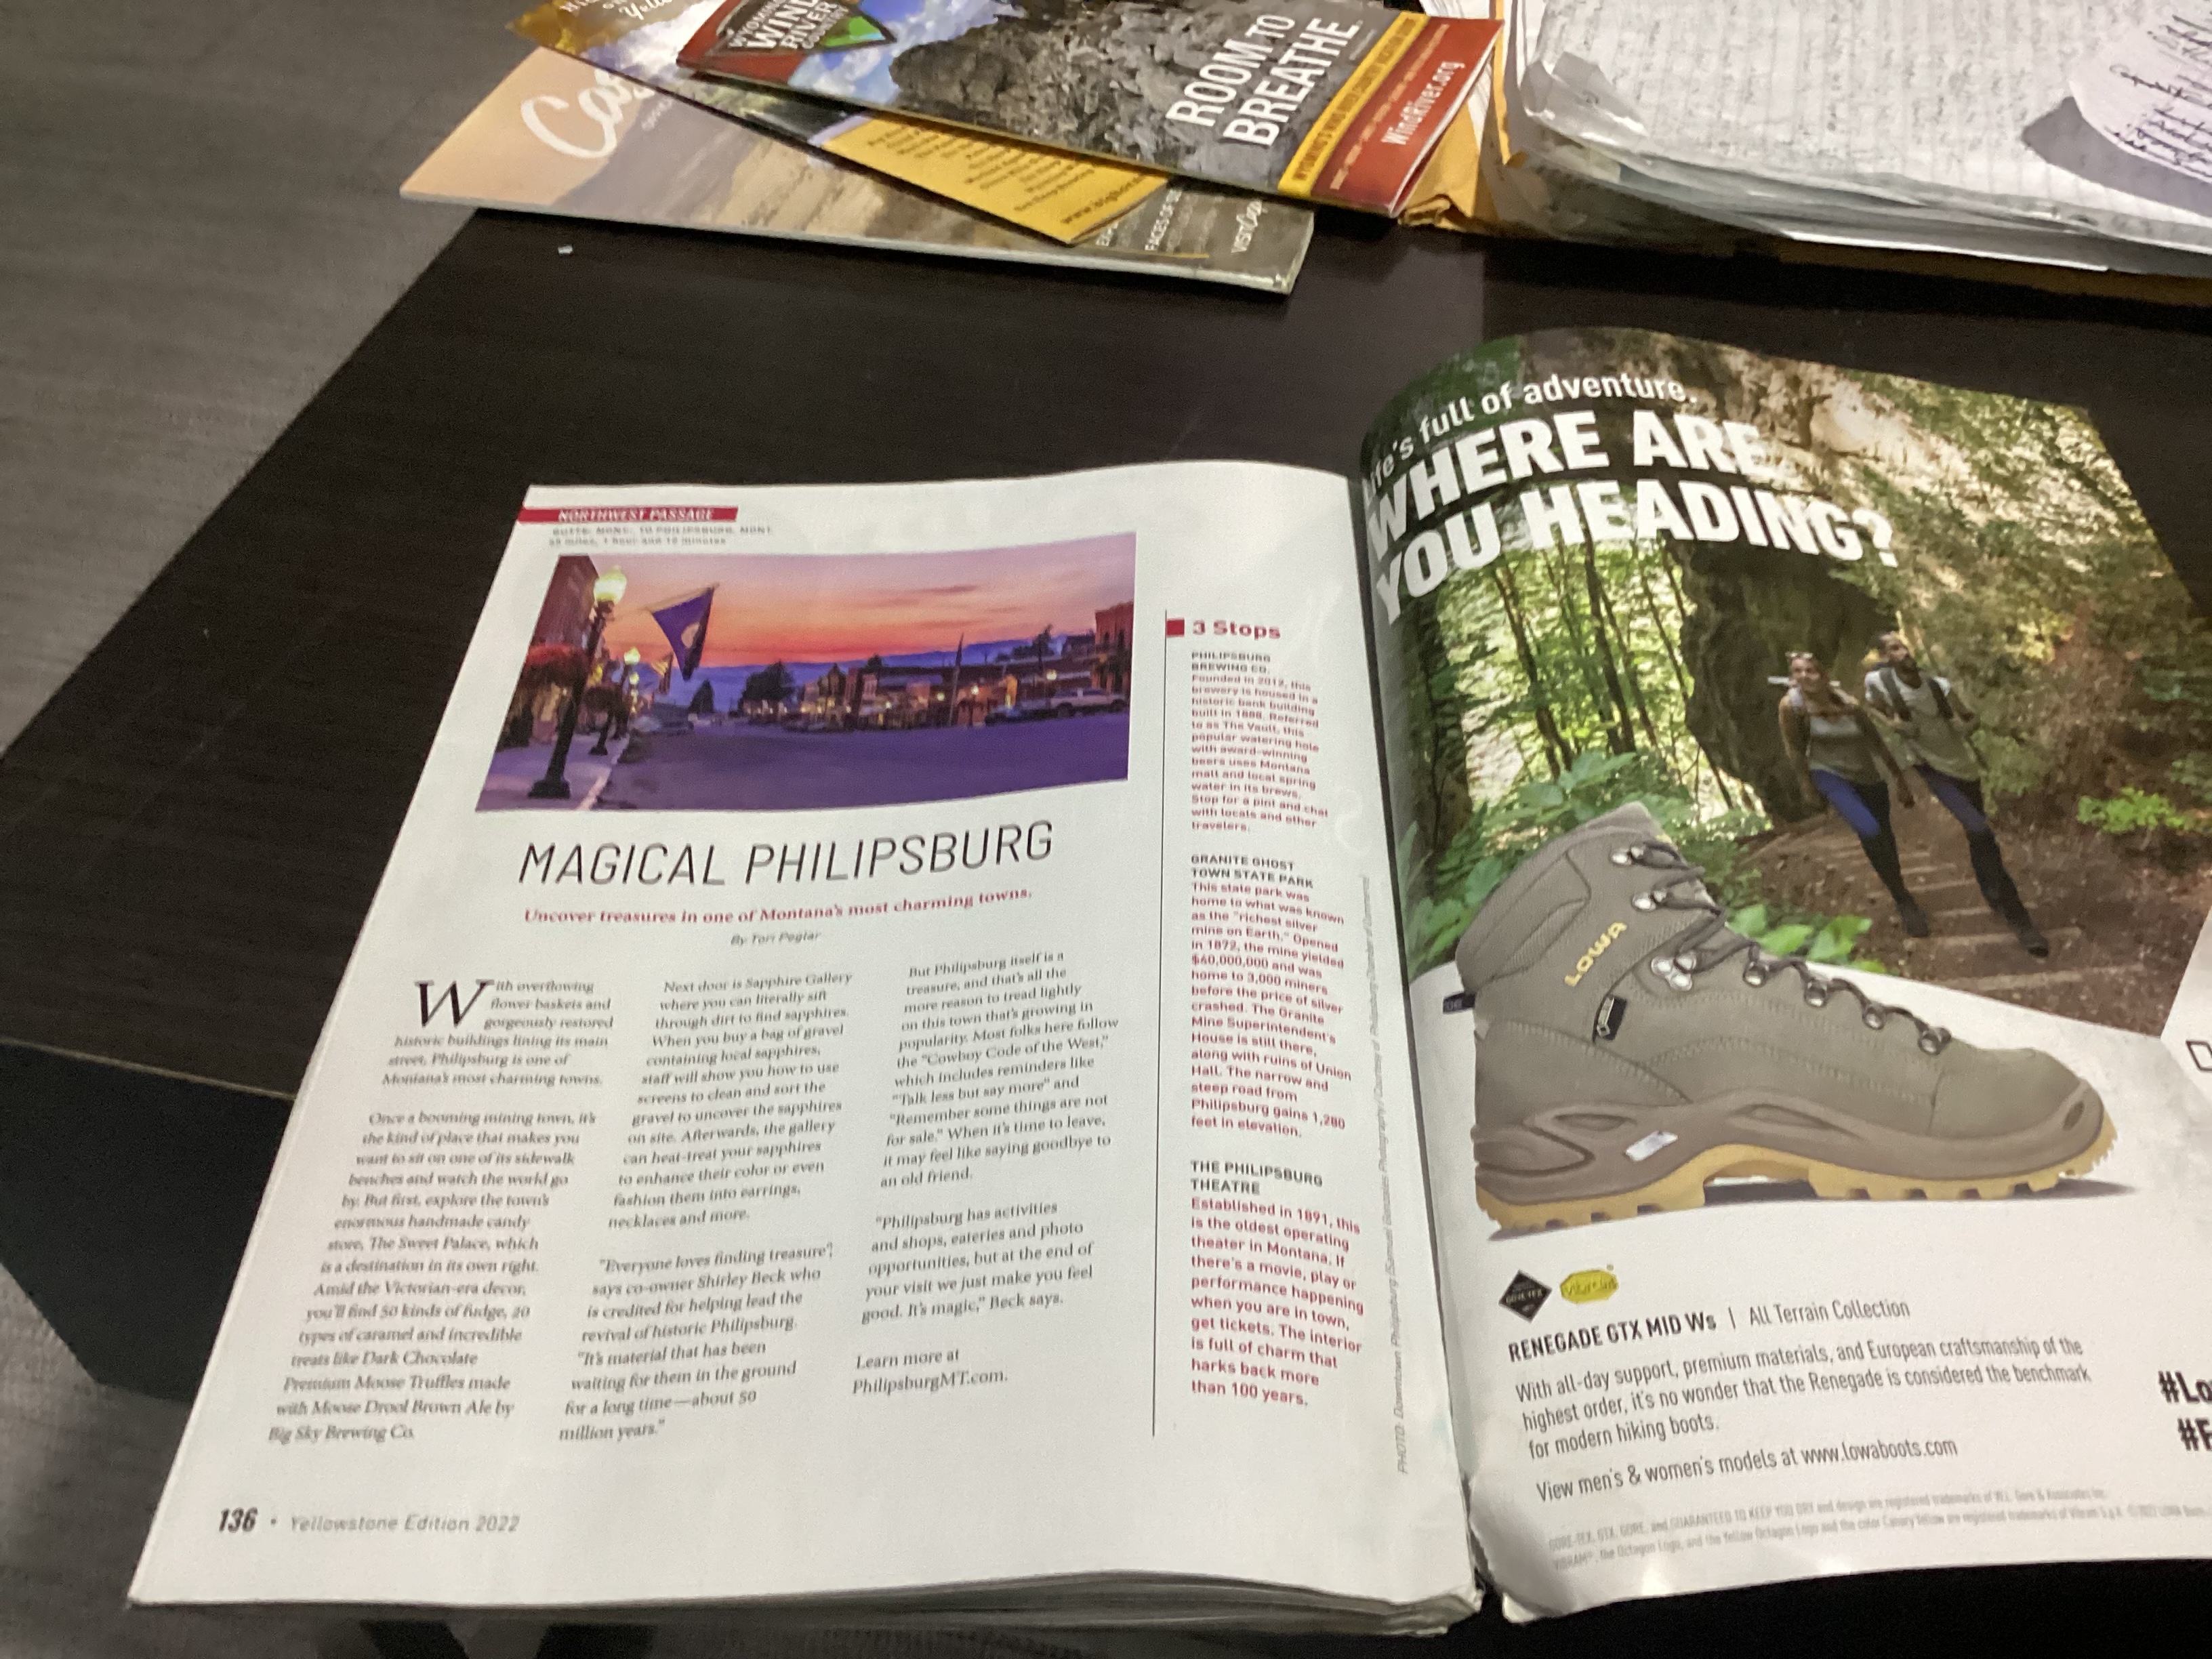 WIND
RIVER
ROOM TO
BREATHE
WindRiver.org
NORTHWEST PASSAGE
BUTTE, MONT., TO PHILIPSBURG, MONT.
MAGICAL PHILIPSBURG
Uncover treasures in one of Montana's most charming towns.
By Tori Peglar
With overflowing
flower baskets and
gorgeously restored
historic buildings lining its main
street, Philipsburg is one of
Montana's most charming towns.
Once a booming mining town, it's
the kind of place that makes you
want to sit on one of its sidewalk
benches and watch the world go
by. But first, explore the town's
enormous handmade candy
store, The Sweet Palace, which
is a destination in its own right.
Amid the Victorian-era decor,
you'll find 50 kinds of fudge, 20
types of caramel and incredible
treats like Dark Chocolate
Premium Moose Truffles made
with Moose Drool Brown Ale by
Big Sky Brewing Co.
Next door is Sapphire Gallery
where you can literally sift
through dirt to find sapphires.
When you buy a bag of gravel
containing local sapphires,
staff will show you how to use
screens to clean and sort the
gravel to uncover the sapphires
on site. Afterwards, the gallery
can heat-treat your sapphires
to enhance their color or even
fashion them into earrings,
necklaces and more.
"Everyone loves finding treasure",
says co-owner Shirley Beck who
is credited for helping lead the
revival of historic Philipsburg.
"It's material that has been
waiting for them in the ground
for a long time—about 50
million years."
But Philipsburg itself is a
treasure, and that's all the
more reason to tread lightly
on this town that's growing in
popularity. Most folks here follow
the "Cowboy Code of the West,"
which includes reminders like
"Talk less but say more" and
"Remember some things are not
for sale." When it's time to leave,
it may feel like saying goodbye to
an old friend.
"Philipsburg has activities
and shops, eateries and photo
opportunities, but at the end of
your visit we just make you feel
good. It's magic," Beck says.
Learn more at
PhilipsburgMT.com.
3 Stops
PHILIPSBURG
BREWING CO.
Founded in 2012, this
brewery is housed in a
historic bank building
built in 1888. Referred
to as The Vault, this
popular watering hole
with award-winning
beers uses Montana
malt and local spring
water in its brews.
Stop for a pint and chat
with locals and other
travelers.
GRANITE GHOST
TOWN STATE PARK
This state park was
home to what was known
as the "richest silver
mine on Earth." Opened
in 1872, the mine yielded
$40,000,000 and was
home to 3,000 miners
before the price of silver
crashed. The Granite
Mine Superintendent's
House is still there,
along with ruins of Union
Hall. The narrow and
steep road from
Philipsburg gains 1,280
feet in elevation.
THE PHILIPSBURG
THEATRE
Established in 1891, this
is the oldest operating
theater in Montana. If
there's a movie, play or
performance happening
when you are in town,
get tickets. The interior
is full of charm that
harks back more
than 100 years.
136 • Yellowstone Edition 2022
full of adventure.
WHERE ARE
YOU HEADING?
LOWA
RENEGADE GTX MID Ws | All Terrain Collection
With all-day support, premium materials, and European craftsmanship of the
highest order, it's no wonder that the Renegade is considered the benchmark
for modern hiking boots.
View men's & women's models at www.lowaboots.com